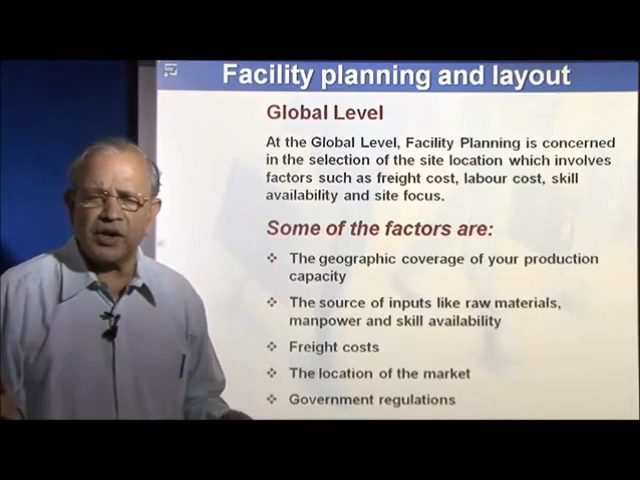 Facility planning and layout
Global Level
At the Global Level, Facility Planning is concerned
in the selection of the site location which involves
factors such as freight cost, labour cost, skill
availability and site focus.
Some of the factors are:
The geographic coverage of your production
capacity
The source of inputs like raw materials,
manpower and skill availability
Freight costs
The location of the market
Government regulations